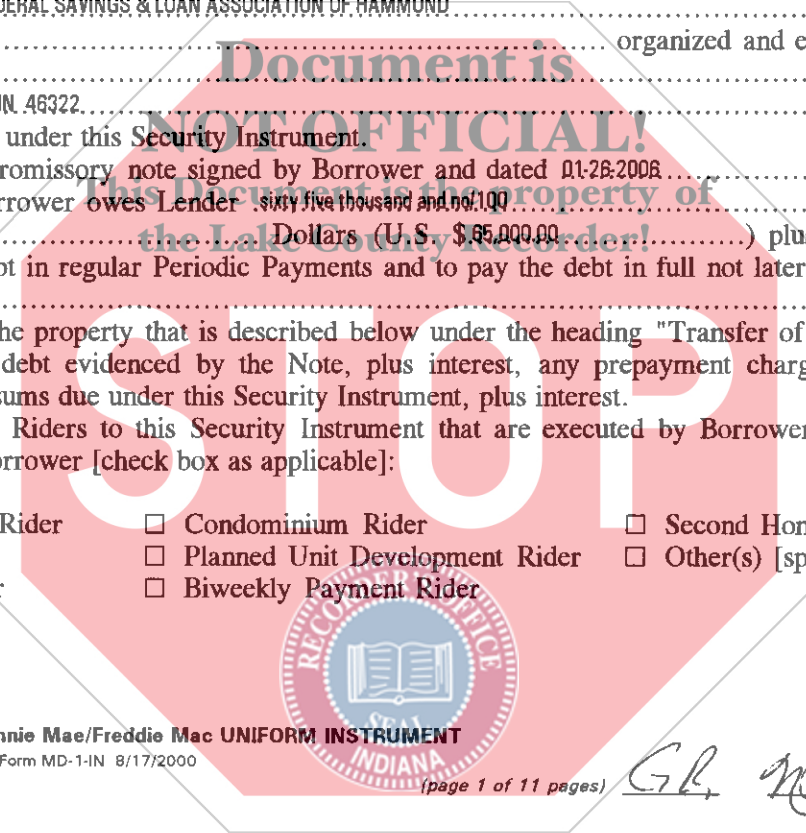 DERAL SAVINGS & LOAN ASSOCIATION OF HAMMOND
organized and e
Document is
IN. 46322
NOT OFFICIAL!
under this Security Instrument.
romissory note signed by Borrower and dated 01-26-2006
This Document is the property of
rrower owes Lender sixty five thousand and no/100
the Lake County Recorder!
Dollars (U.S. $65,000.00) plus
bt in regular Periodic Payments and to pay the debt in full not later
he property that is described below under the heading "Transfer of
debt evidenced by the Note, plus interest, any prepayment charg
sums due under this Security Instrument, plus interest.
Riders to this Security Instrument that are executed by Borrower
orrower [check box as applicable]:
STOP
Rider ☐ Condominium Rider ☐ Second Hom
☐ Planned Unit Development Rider ☐ Other(s) [sp
r ☐ Biweekly Payment Rider
RECORDER'S OFFICE
SEAL
INDIANA
nnie Mae/Freddie Mac UNIFORM INSTRUMENT
Form MD-1-IN 8/17/2000
(page 1 of 11 pages) G.R.